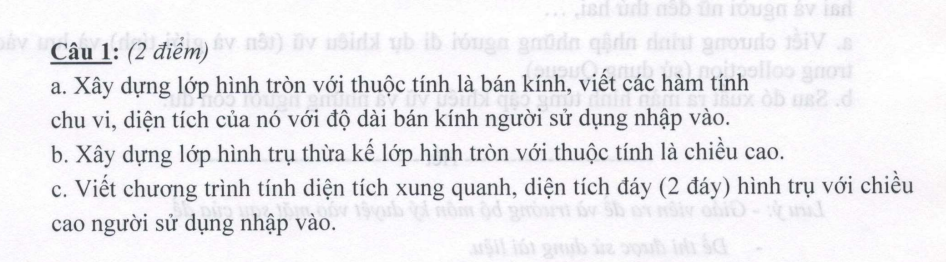 Câu 1: (2 điểm)
a. Xây dựng lớp hình tròn với thuộc tính là bán kính, viết các hàm tính
chu vi, diện tích của nó với độ dài bán kính người sử dụng nhập vào.
b. Xây dựng lớp hình trụ thừa kế lớp hình tròn với thuộc tính là chiều cao.
c. Viết chương trình tính diện tích xung quanh, diện tích đáy (2 đáy) hình trụ với chiều
cao người sử dụng nhập vào.